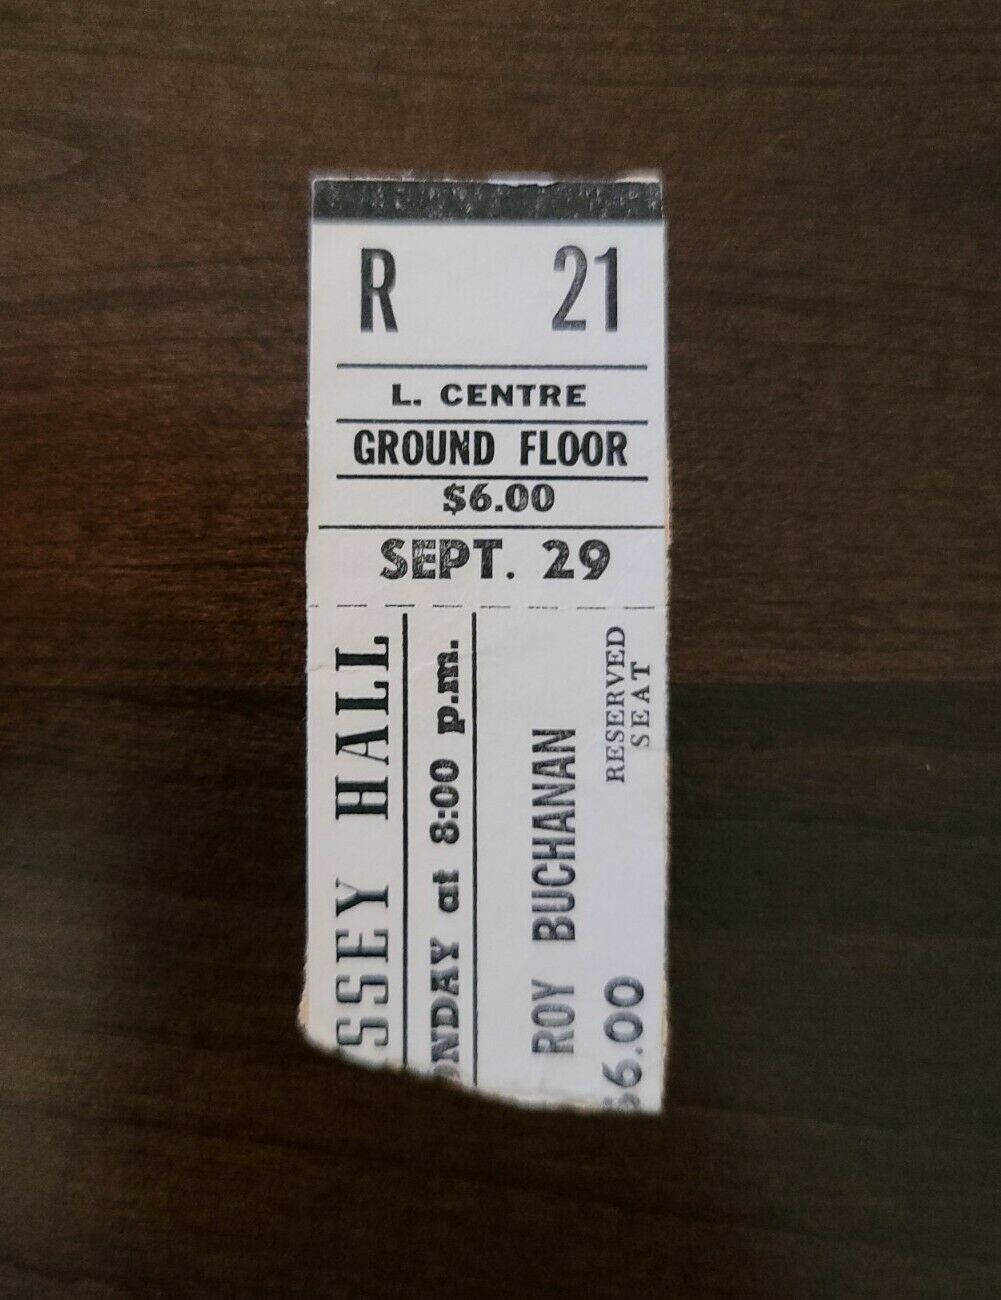 R 21
L. CENTRE
GROUND FLOOR
$6.00
SEPT. 29
SSEY HALL
NDAY at 8:00 p.m.
ROY BUCHANAN
RESERVED
SEAT
$6.00